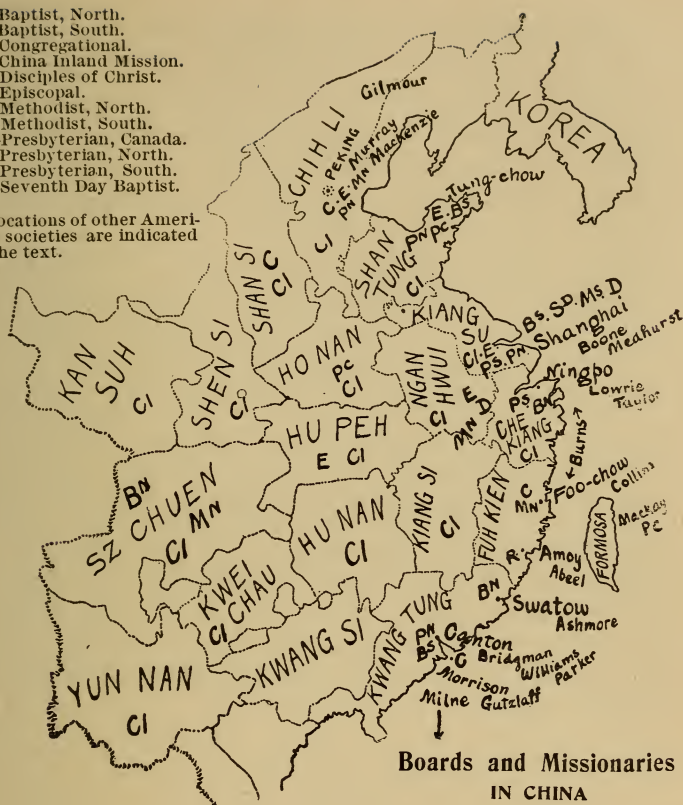 Baptist, North.
Baptist, South.
Congregational.
China Inland Mission.
Disciples of Christ.
Episcopal.
Methodist, North.
Methodist, South.
Presbyterian, Canada.
Presbyterian, North.
Presbyterian, South.
Seventh Day Baptist.
ocations of other Ameri-
societies are indicated
he text.
Gilmour
KOREA
CHIH LI
PEKING
Murray
Mackenzie
C·E·MN
PN
CI
Tung-chow
E·BS
PN PC
SHAN TUNG
CI
SHAN SI
C
CI
KAN SUH
CI
SHEN SI
CI
HO NAN
PC
CI
KIANG SU
CI·E
PS, PN
BS. SD. MS. D
Shanghai
Boone
Medhurst
NGAN HWUI
CI
E
MN D
Ningpo
Lowrie
Taylor
PS
BN
CHE KIANG
CI
←Burns→
HU PEH
E CI
SZ CHUEN
BN
CI MN
HU NAN
CI
KIANG SI
CI
FUH KIEN
C
MN
Foo-chow
Collins
FORMOSA
Mackay
PC
R
Amoy
Abeel
KWEI CHAU
CI
YUN NAN
CI
KWANG SI
KWANG TUNG
BN
Swatow
Ashmore
PN
BS
C
Canton
Bridgman
Williams
Parker
Morrison
Milne Gutzlaff
Boards and Missionaries
IN CHINA